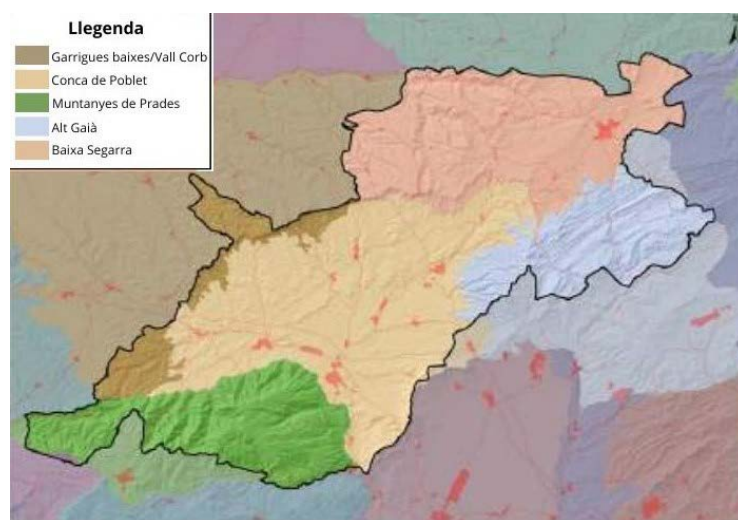 Llegenda
Garrigues baixes/Vall Corb
Conca de Poblet
Muntanyes de Prades
Alt Gaià
Baixa Segarra